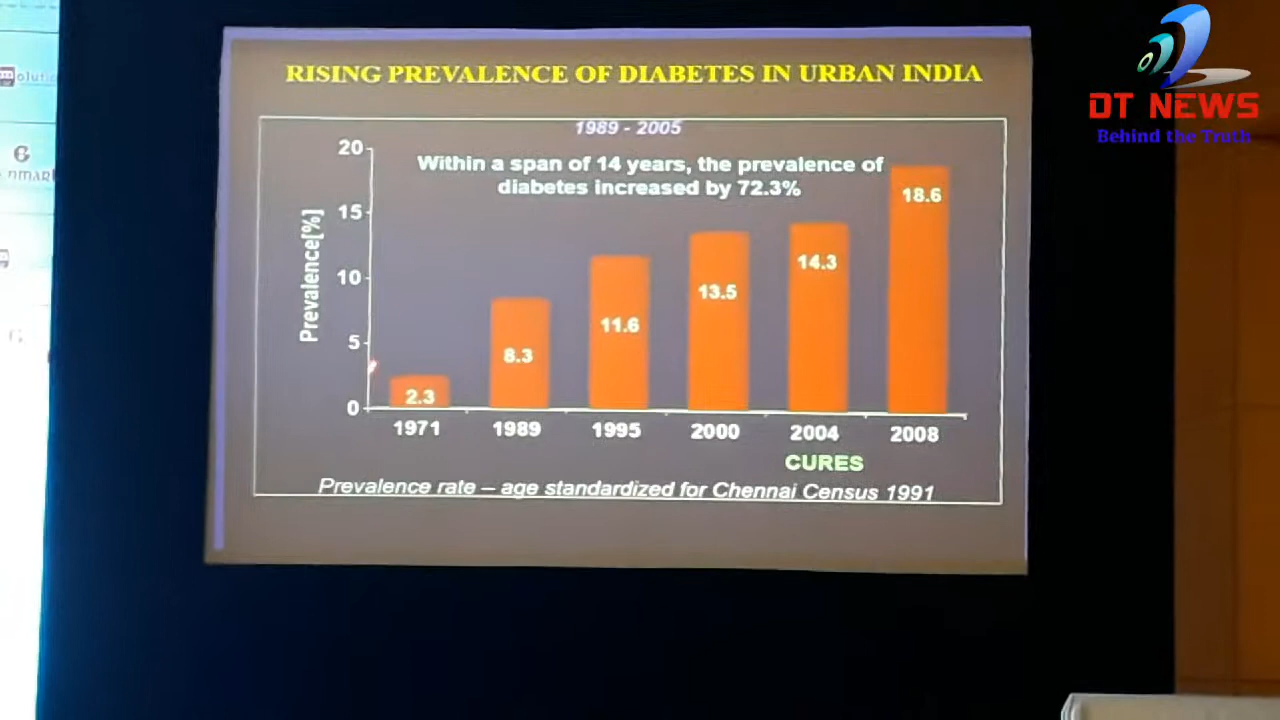 RISING PREVALENCE OF DIABETES IN URBAN INDIA
1989 - 2005
Within a span of 14 years, the prevalence of
diabetes increased by 72.3%
Prevalence[%]
20
15
10
5
0
2.3
8.3
11.6
13.5
14.3
18.6
1971
1989
1995
2000
2004
2008
CURES
Prevalence rate – age standardized for Chennai Census 1991
DT NEWS
Behind the Truth